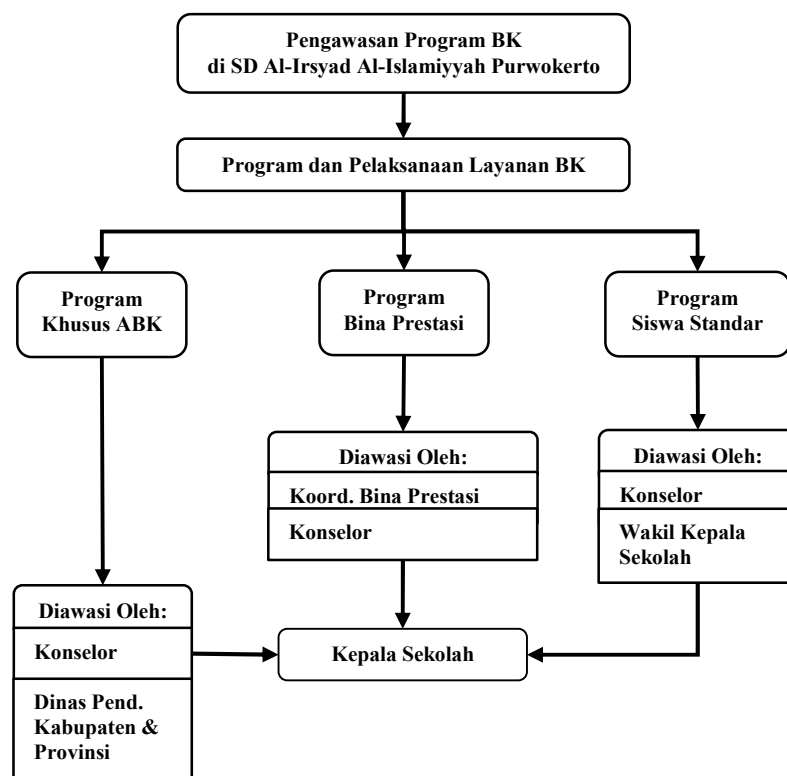 Pengawasan Program BK
di SD Al-Irsyad Al-Islamiyyah Purwokerto
Program dan Pelaksanaan Layanan BK
Program
Khusus ABK
Program
Bina Prestasi
Program
Siswa Standar
Diawasi Oleh:
Koord. Bina Prestasi
Konselor
Diawasi Oleh:
Konselor
Wakil Kepala
Sekolah
Diawasi Oleh:
Konselor
Dinas Pend.
Kabupaten &
Provinsi
Kepala Sekolah